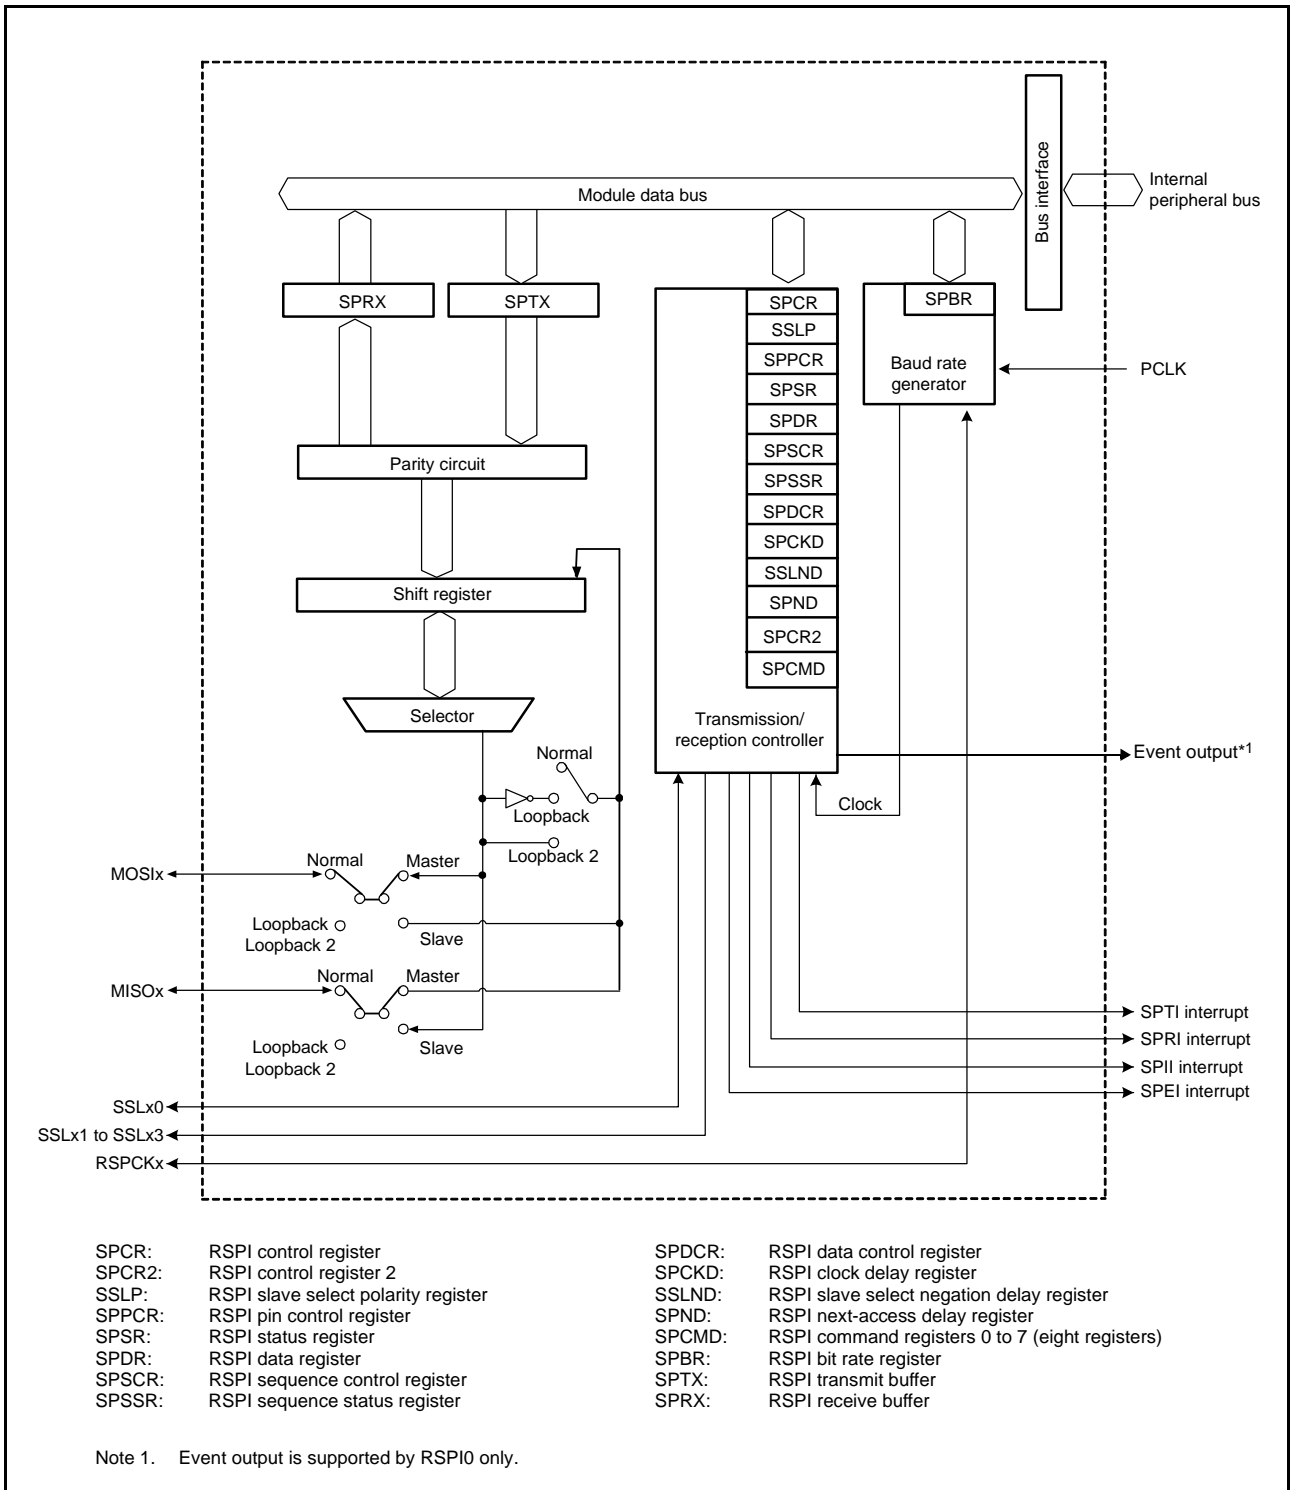 Bus interface
Internal
peripheral bus
Module data bus
SPRX
SPTX
SPCR
SSLP
SPPCR
SPSR
SPDR
SPSCR
SPSSR
SPDCR
SPCKD
SSLND
SPND
SPCR2
SPCMD
Transmission/
reception controller
SPBR
Baud rate
generator
PCLK
Parity circuit
Shift register
Selector
Normal
Loopback
Loopback 2
Clock
Event output*1
MOSIx
Normal
Master
Loopback
Loopback 2
Slave
MISOx
Normal
Master
Loopback
Loopback 2
Slave
SPTI interrupt
SPRI interrupt
SPII interrupt
SPEI interrupt
SSLx0
SSLx1 to SSLx3
RSPCKx
SPCR: RSPI control register
SPCR2: RSPI control register 2
SSLP: RSPI slave select polarity register
SPPCR: RSPI pin control register
SPSR: RSPI status register
SPDR: RSPI data register
SPSCR: RSPI sequence control register
SPSSR: RSPI sequence status register
SPDCR: RSPI data control register
SPCKD: RSPI clock delay register
SSLND: RSPI slave select negation delay register
SPND: RSPI next-access delay register
SPCMD: RSPI command registers 0 to 7 (eight registers)
SPBR: RSPI bit rate register
SPTX: RSPI transmit buffer
SPRX: RSPI receive buffer
Note 1. Event output is supported by RSPI0 only.